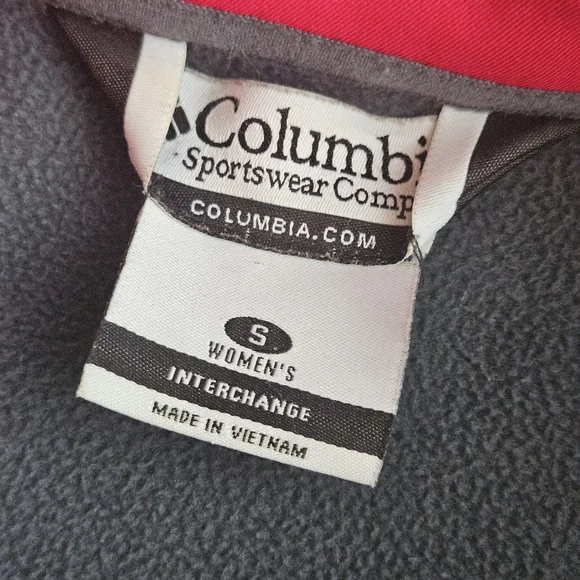 Columbi
Sportswear Comp
COLUMBIA.COM
S
WOMEN'S
INTERCHANGE
MADE IN VIETNAM